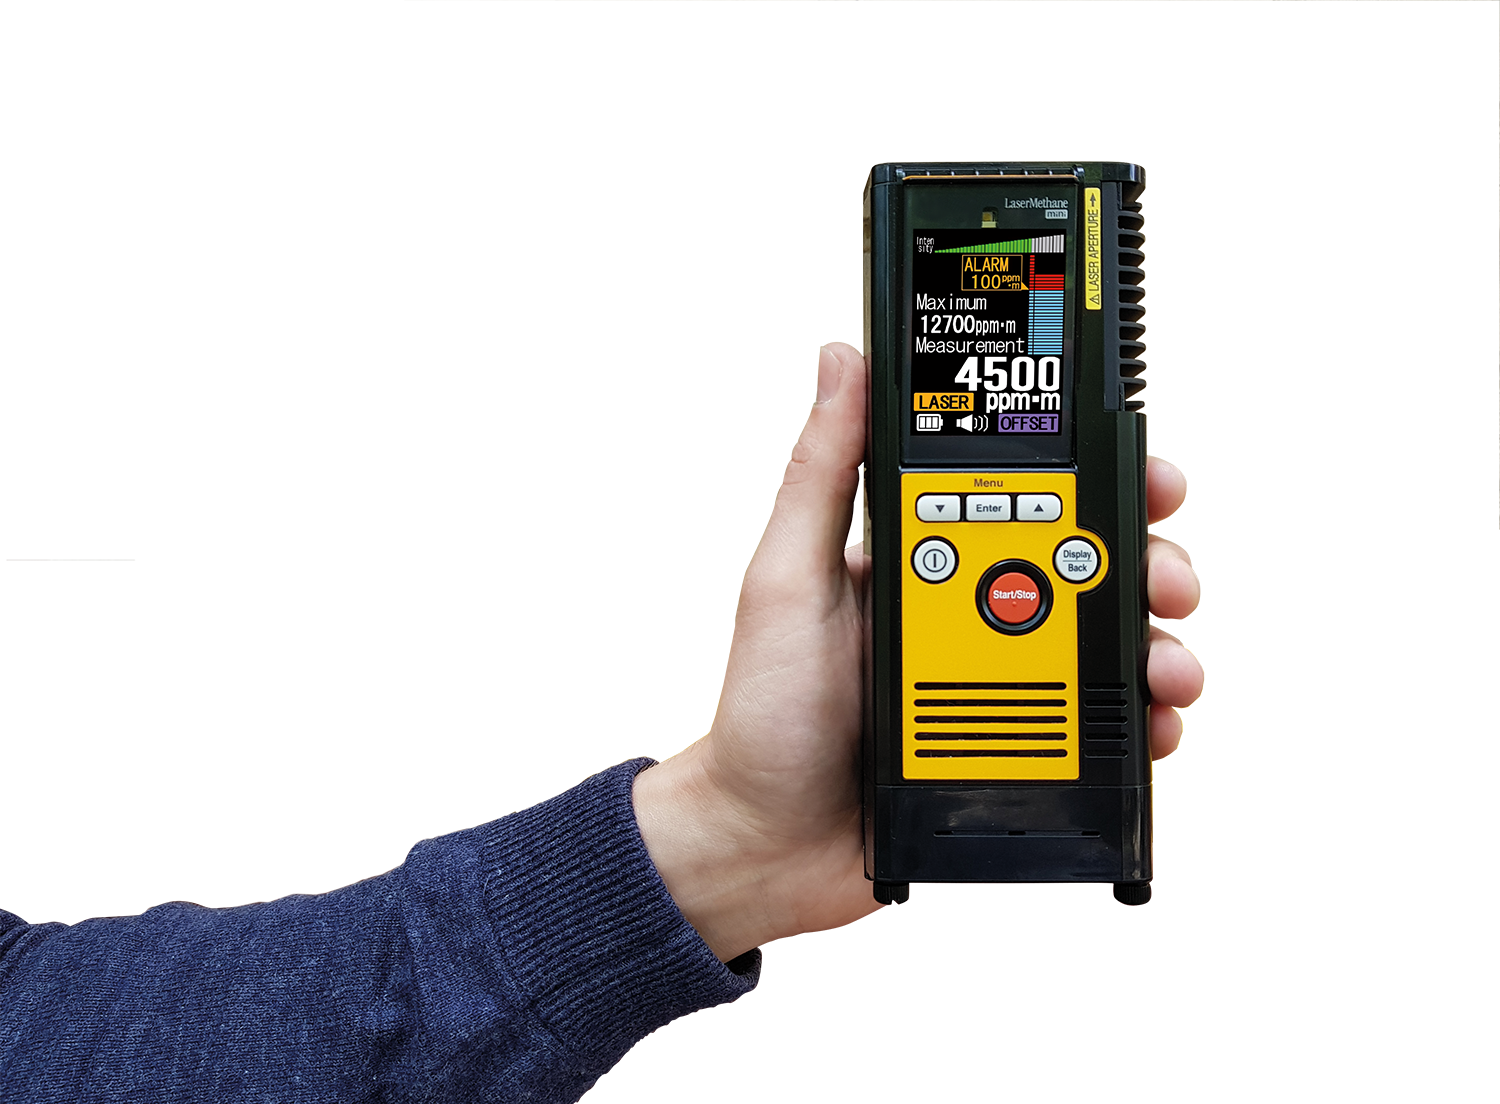 LaserMethane
mini
Inten
sity
ALARM
100ppm·m
Maximum
12700ppm·m
Measurement
4500
ppm·m
LASER
OFFSET
⚠ LASER APERTURE →
Menu
▼ Enter ▲
Display
Back
Start/Stop